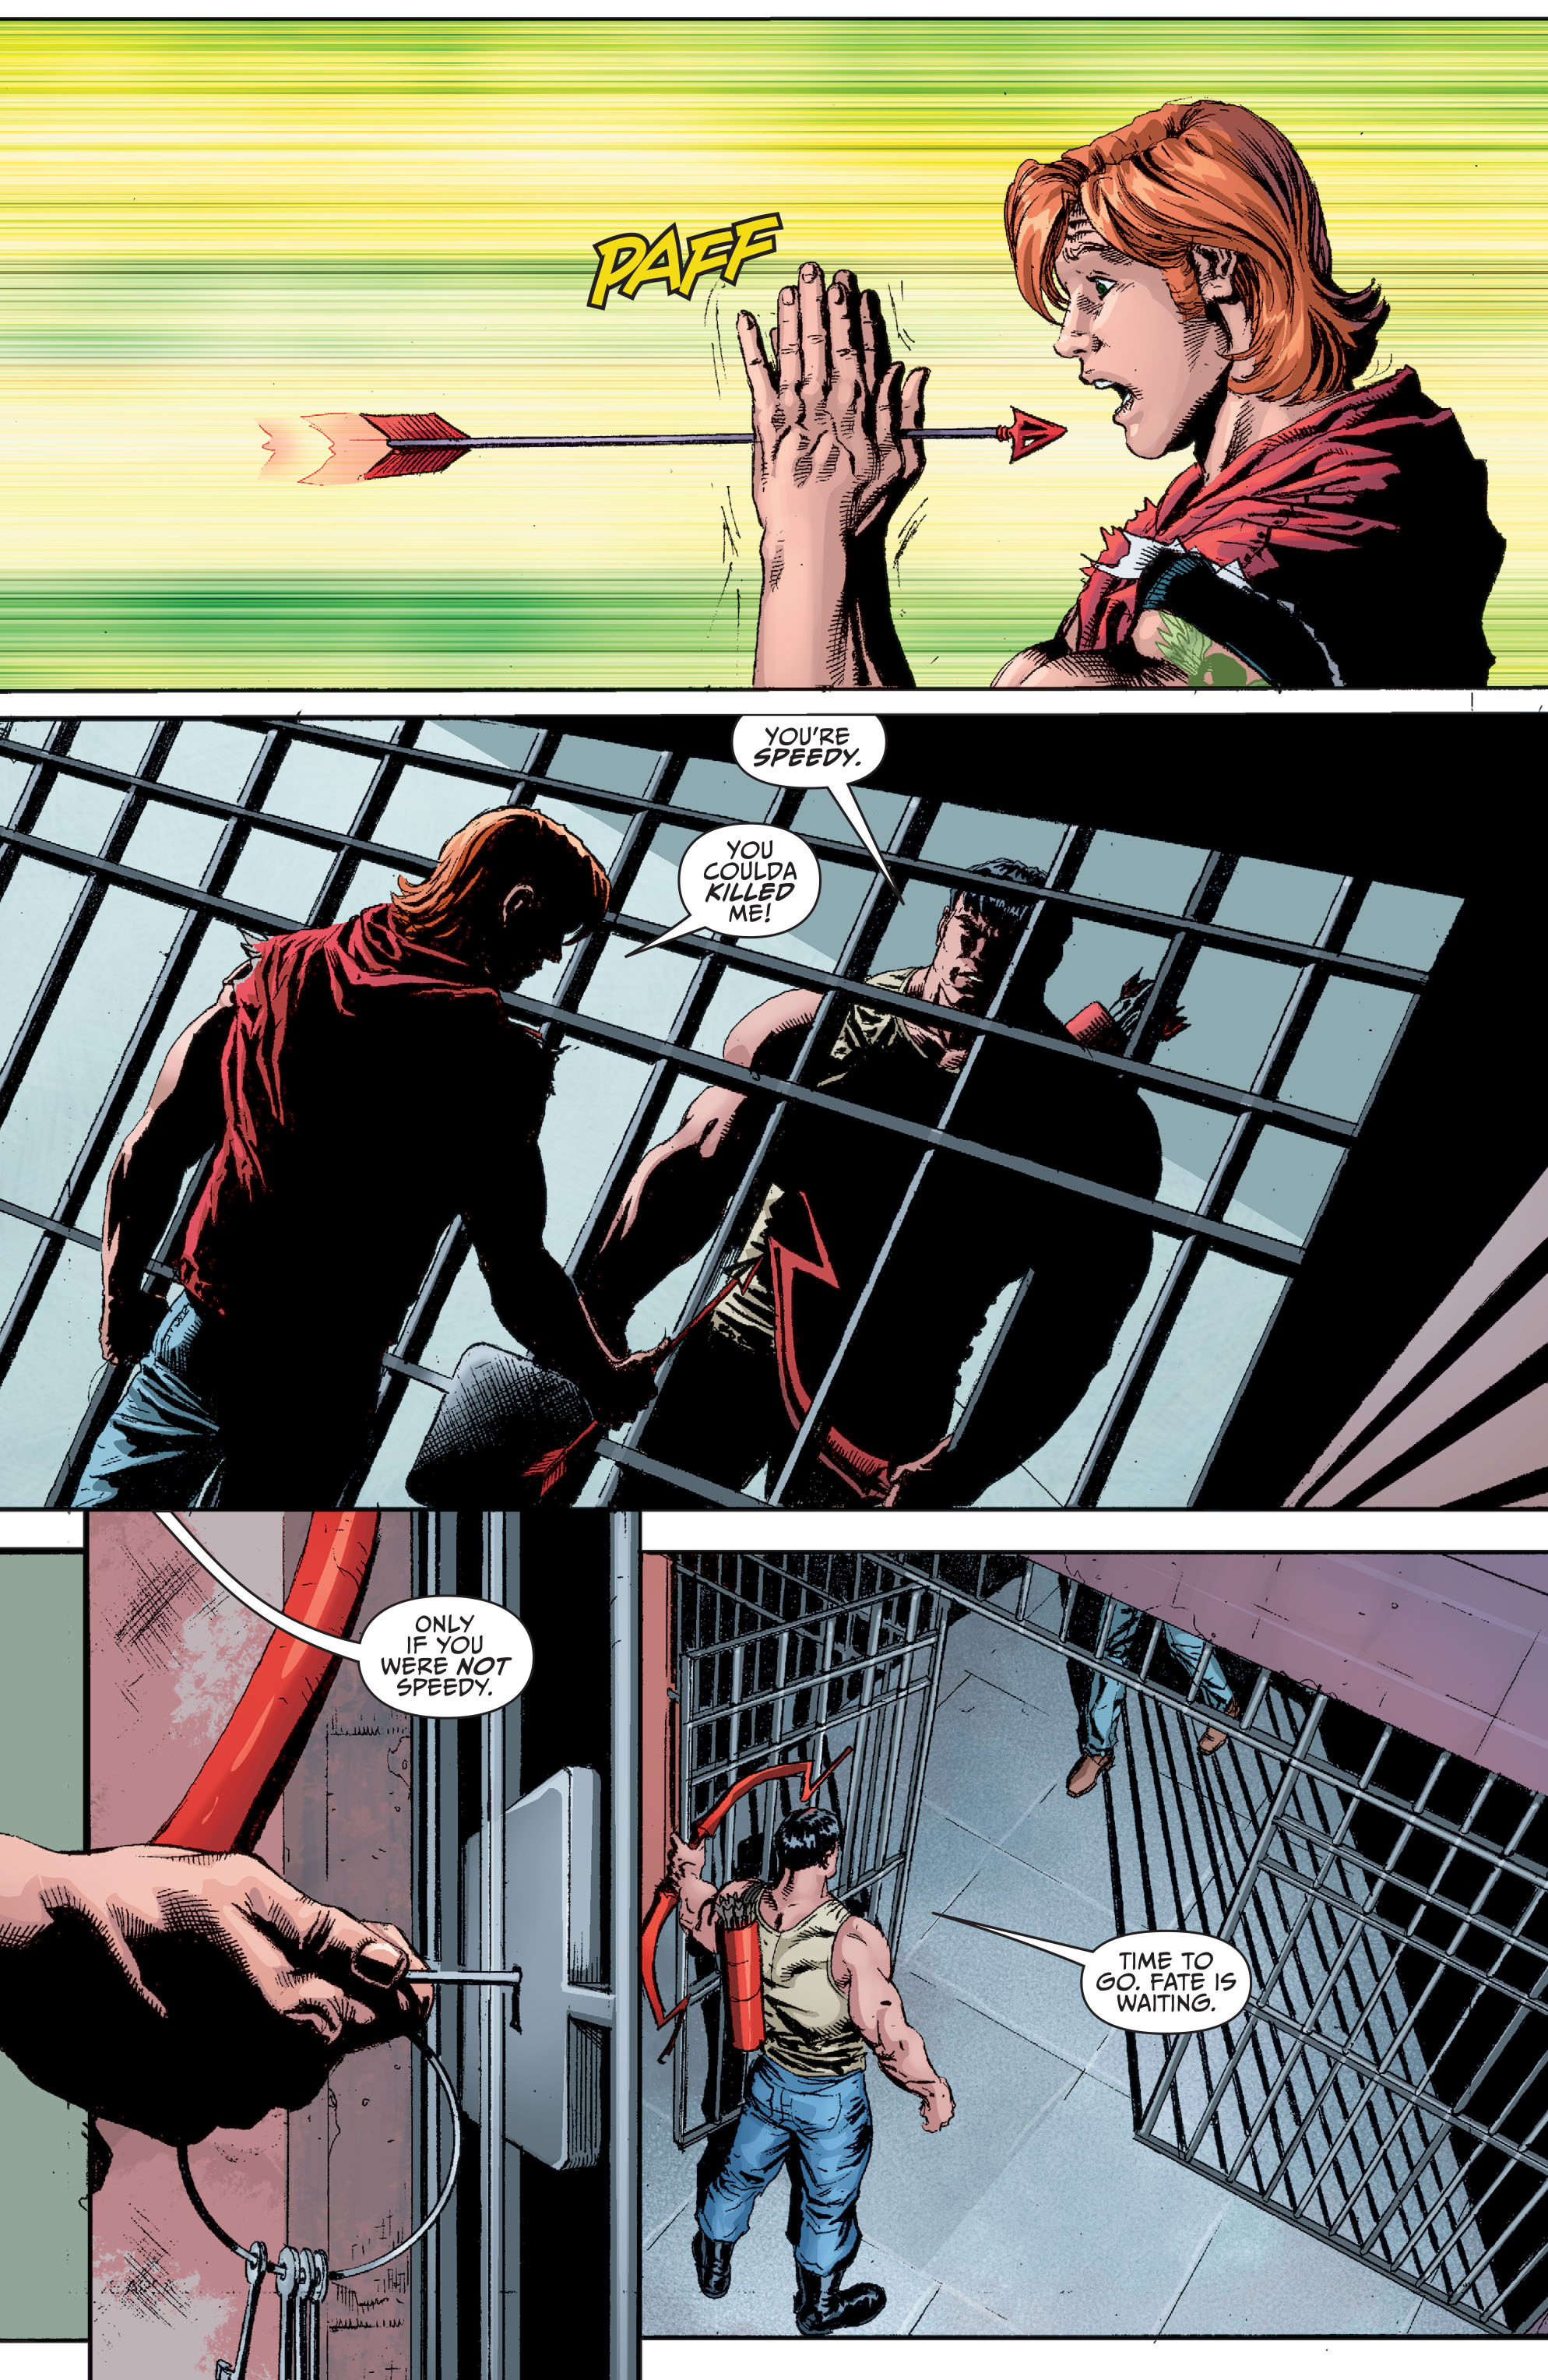 PAFF
YOU'RE
SPEEDY.
YOU
COULDA
KILLED
ME!
ONLY
IF YOU
WERE NOT
SPEEDY.
TIME TO
GO. FATE IS
WAITING.